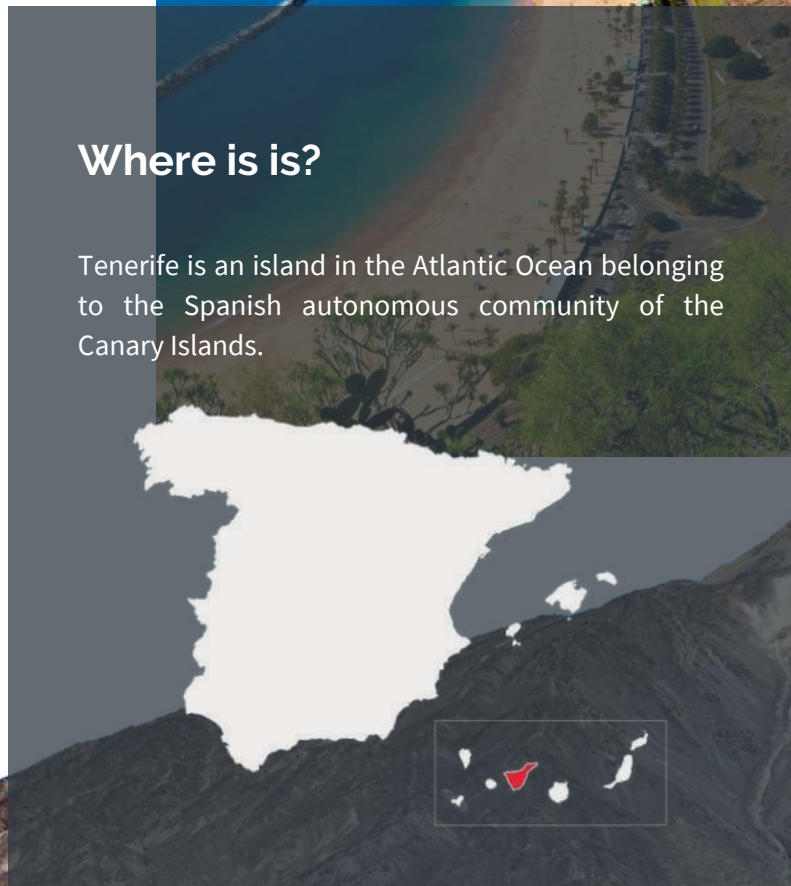 Where is is?
Tenerife is an island in the Atlantic Ocean belonging
to the Spanish autonomous community of the
Canary Islands.